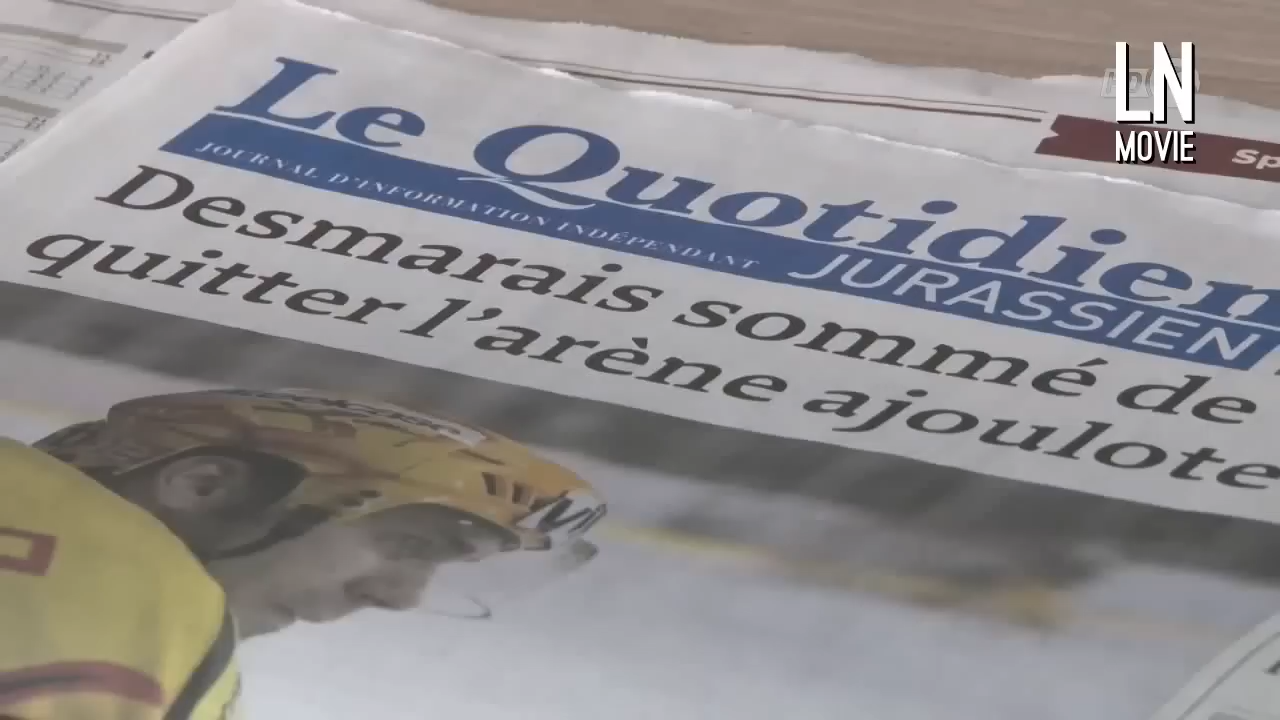 LN
MOVIE
Le Quotidien
JURASSIEN
JOURNAL D'INFORMATION INDÉPENDANT
Desmarais sommé de
quitter l'arène ajoulote